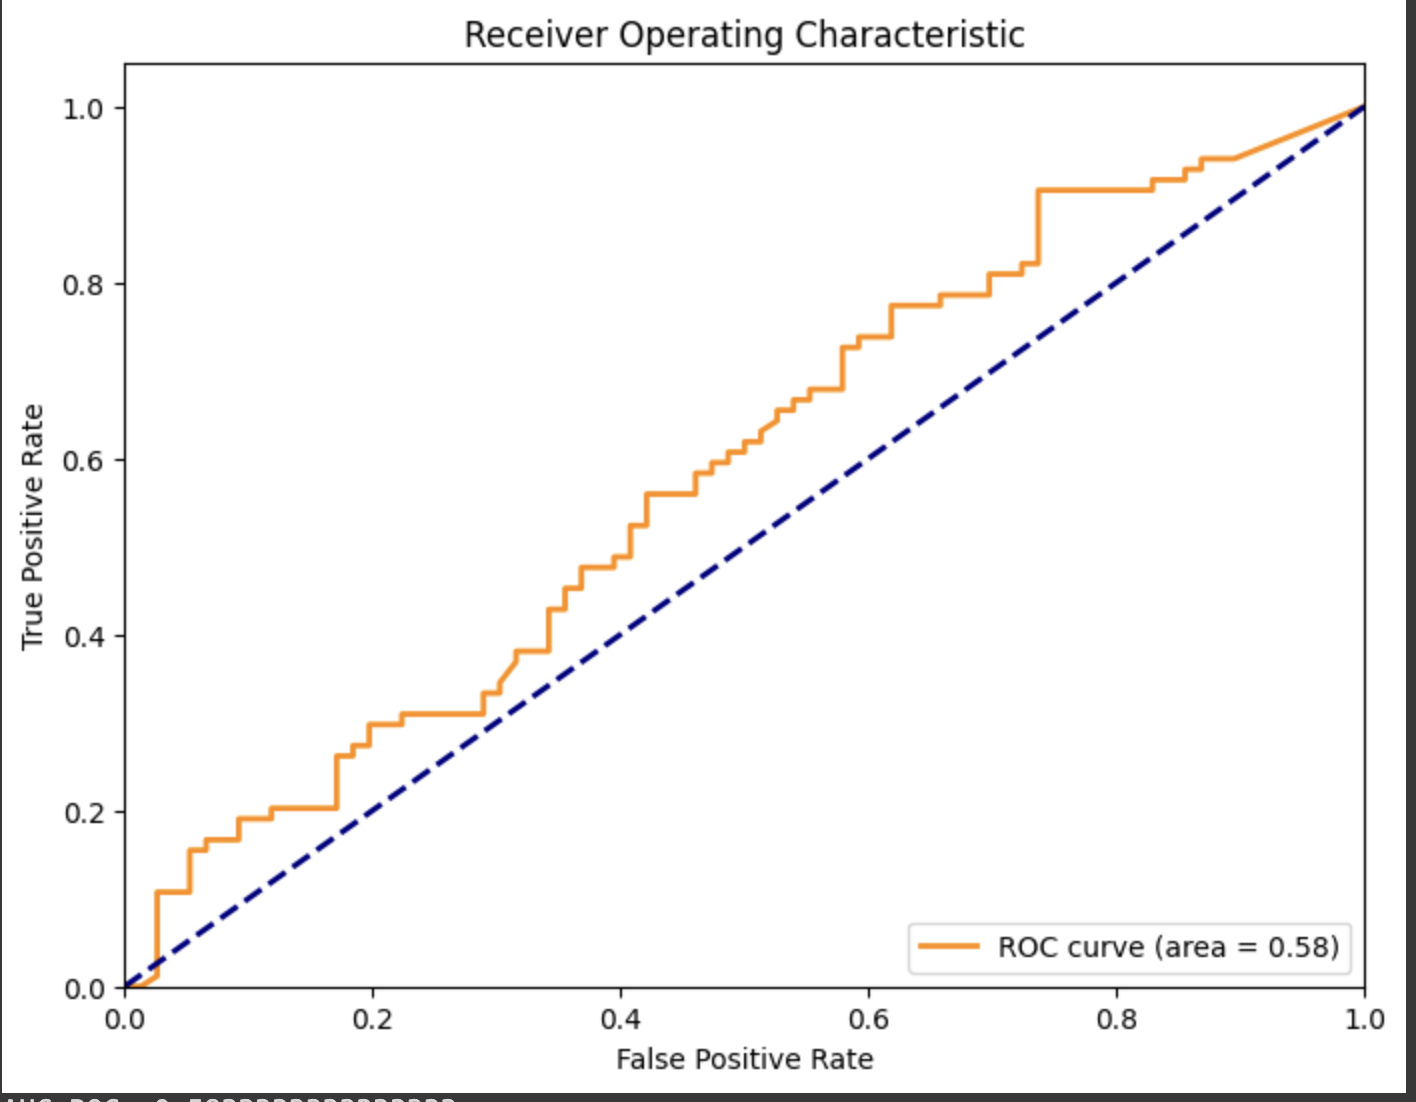 Receiver Operating Characteristic
1.0
0.8
0.6
0.4
0.2
0.0
True Positive Rate
0.0 0.2 0.4 0.6 0.8 1.0
False Positive Rate
ROC curve (area = 0.58)